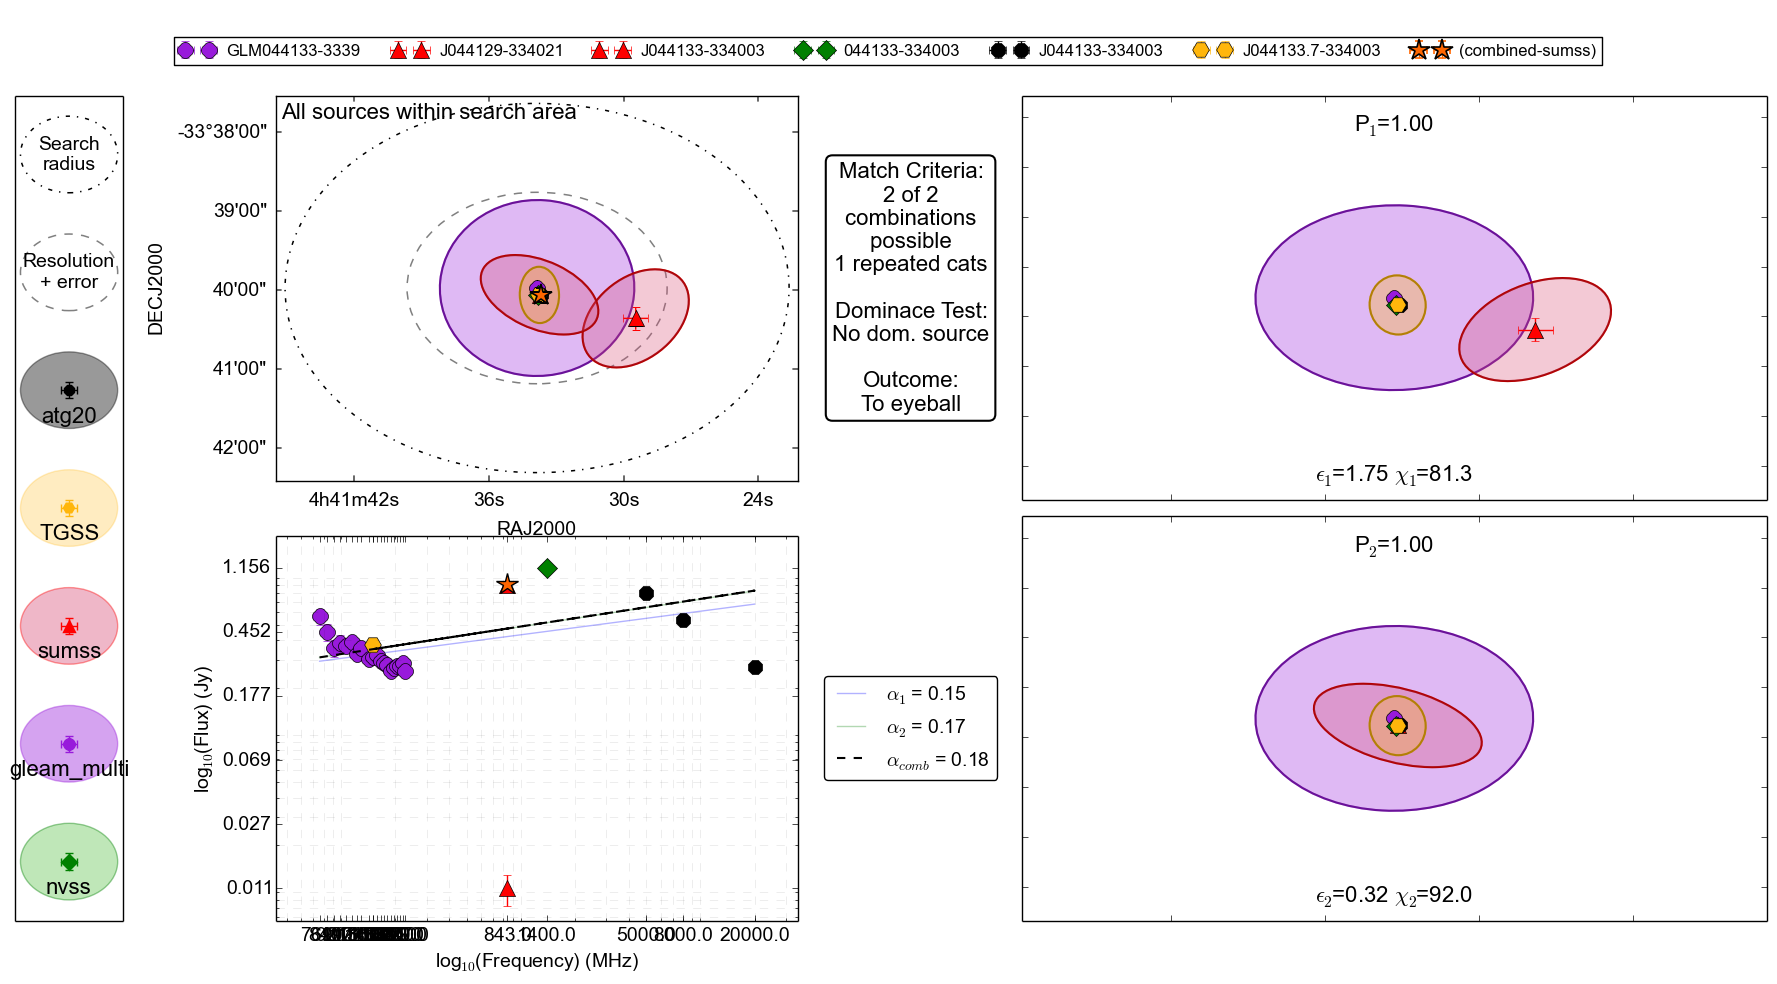 GLM044133-3339 J044129-334021 J044133-334003 044133-334003 J044133-334003 J044133.7-334003 (combined-sumss)
Search
radius
Resolution
+ error
atg20
TGSS
sumss
gleam_multi
nvss
All sources within search area
DECJ2000
-33°38'00"
39'00"
40'00"
41'00"
42'00"
4h41m42s 36s 30s 24s
RAJ2000
Match Criteria:
2 of 2
combinations
possible
1 repeated cats
Dominace Test:
No dom. source
Outcome:
To eyeball
P1=1.00
ϵ1=1.75 χ1=81.3
log10(Flux) (Jy)
1.156
0.452
0.177
0.069
0.027
0.011
843.0 1400.0 5000.0 8000.0 20000.0
log10(Frequency) (MHz)
α1 = 0.15
α2 = 0.17
αcomb = 0.18
P2=1.00
ϵ2=0.32 χ2=92.0